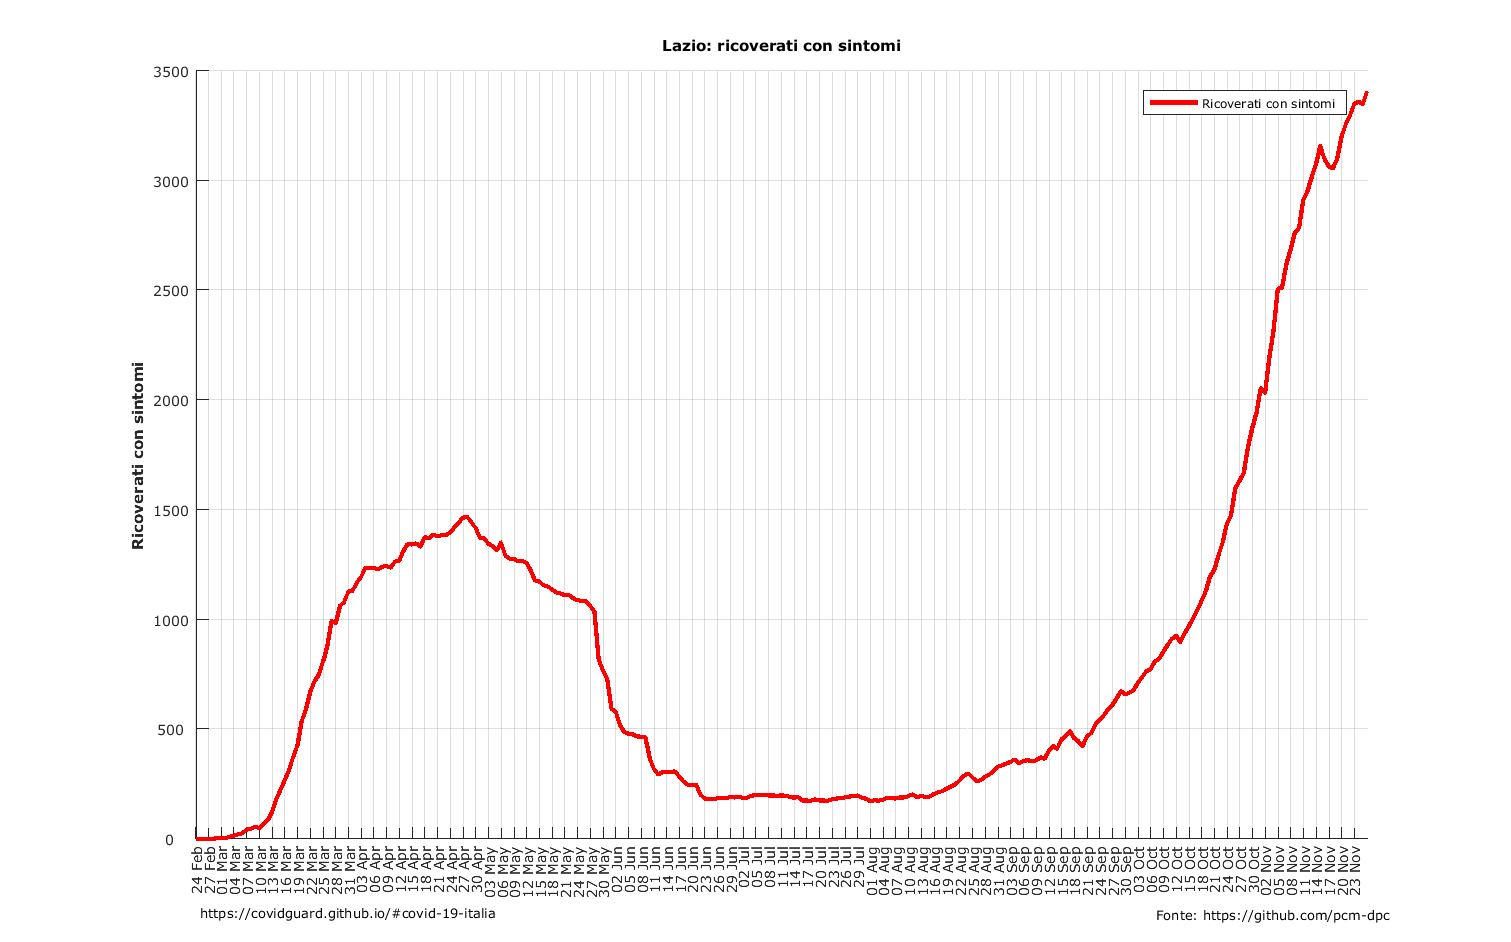 Lazio: ricoverati con sintomi
Ricoverati con sintomi
3500
3000
2500
2000
1500
1000
500
0
Ricoverati con sintomi
24 Feb
27 Feb
01 Mar
04 Mar
07 Mar
10 Mar
13 Mar
16 Mar
19 Mar
22 Mar
25 Mar
28 Mar
31 Mar
03 Apr
06 Apr
09 Apr
12 Apr
15 Apr
18 Apr
21 Apr
24 Apr
27 Apr
30 Apr
03 May
06 May
09 May
12 May
15 May
18 May
21 May
24 May
27 May
30 May
02 Jun
05 Jun
08 Jun
11 Jun
14 Jun
17 Jun
20 Jun
23 Jun
26 Jun
29 Jun
02 Jul
05 Jul
08 Jul
11 Jul
14 Jul
17 Jul
20 Jul
23 Jul
26 Jul
29 Jul
01 Aug
04 Aug
07 Aug
10 Aug
13 Aug
16 Aug
19 Aug
22 Aug
25 Aug
28 Aug
31 Aug
03 Sep
06 Sep
09 Sep
12 Sep
15 Sep
18 Sep
21 Sep
24 Sep
27 Sep
30 Sep
03 Oct
06 Oct
09 Oct
12 Oct
15 Oct
18 Oct
21 Oct
24 Oct
27 Oct
30 Oct
02 Nov
05 Nov
08 Nov
11 Nov
14 Nov
17 Nov
20 Nov
23 Nov
https://covidguard.github.io/#covid-19-italia
Fonte: https://github.com/pcm-dpc